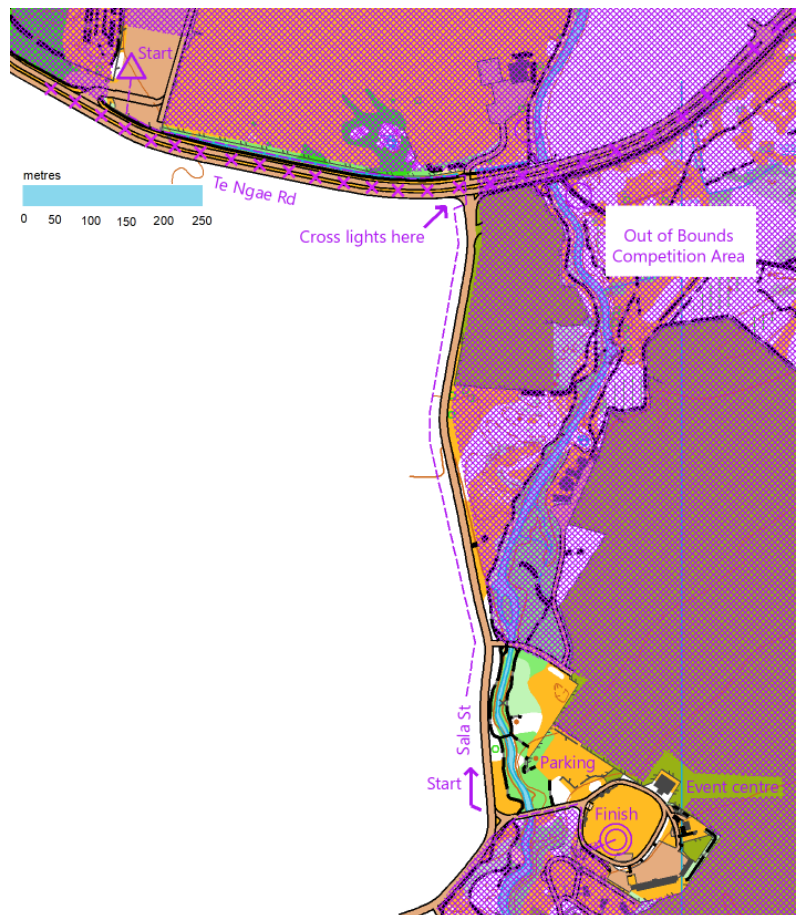 Start
metres
0 50 100 150 200 250
Te Ngae Rd
Cross lights here
Out of Bounds
Competition Area
Sala St
Start
Parking
Event centre
Finish